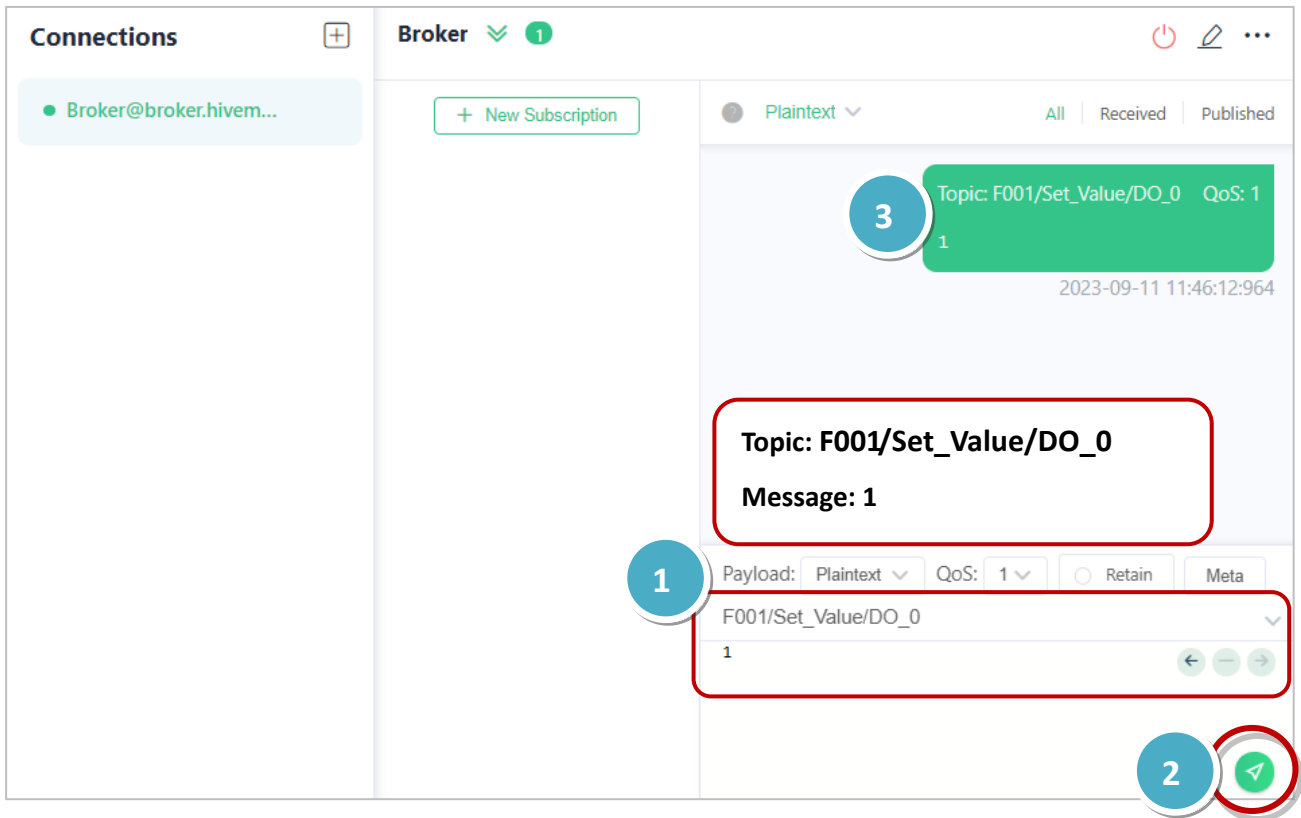 Connections
Broker 1
Broker@broker.hivem...
+ New Subscription
? Plaintext All Received Published
3
Topic: F001/Set_Value/DO_0 QoS: 1
1
2023-09-11 11:46:12:964
Topic: F001/Set_Value/DO_0
Message: 1
1
Payload: Plaintext QoS: 1 Retain Meta
F001/Set_Value/DO_0
1
2